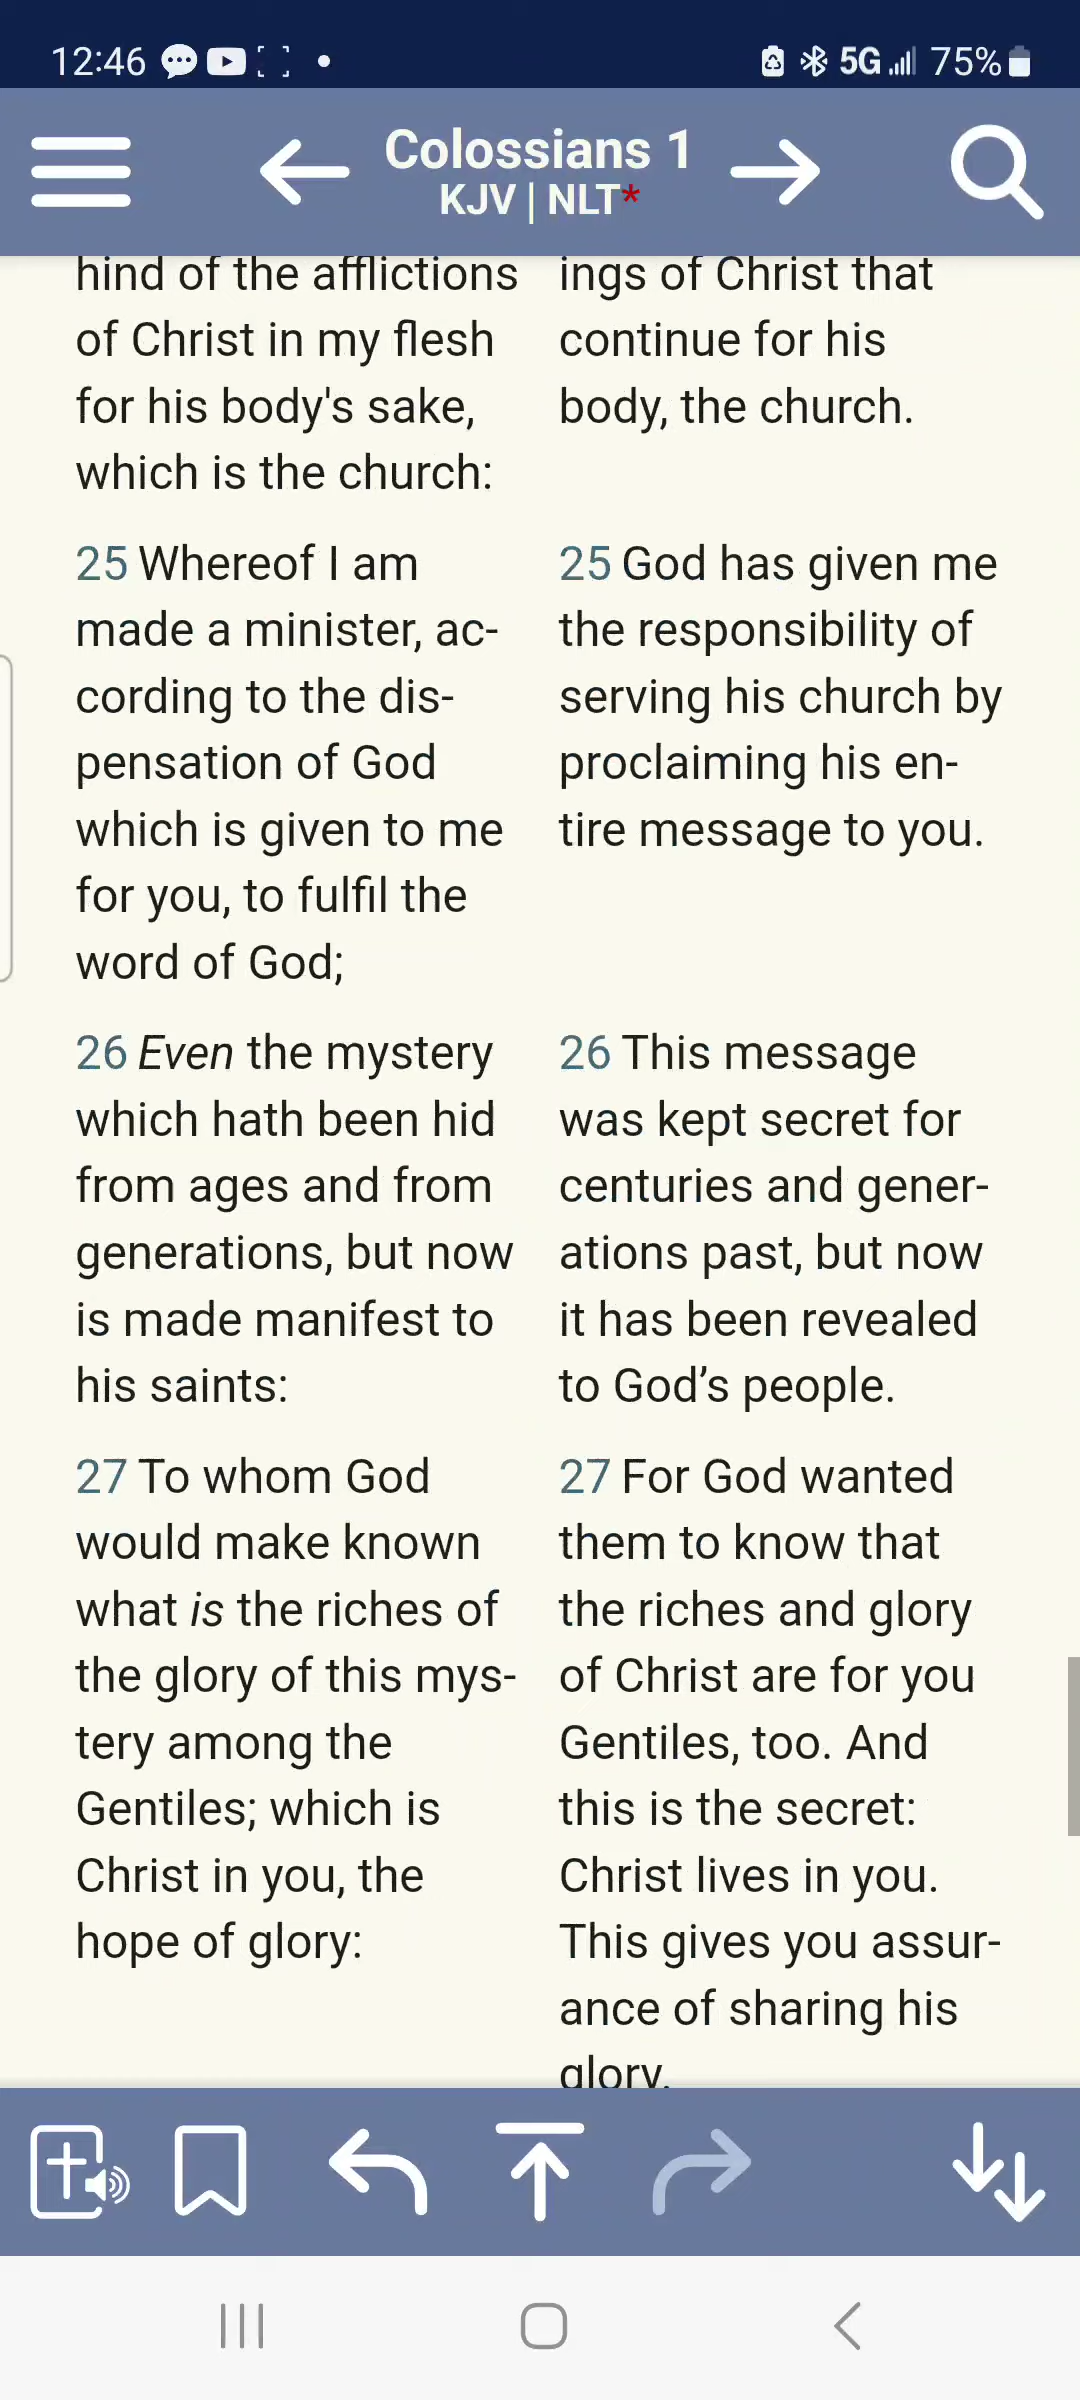 12:46
5G 75%
Colossians 1
KJV | NLT*
hind of the afflictions
of Christ in my flesh
for his body's sake,
which is the church:
25 Whereof I am
made a minister, ac-
cording to the dis-
pensation of God
which is given to me
for you, to fulfil the
word of God;
26 Even the mystery
which hath been hid
from ages and from
generations, but now
is made manifest to
his saints:
27 To whom God
would make known
what is the riches of
the glory of this mys-
tery among the
Gentiles; which is
Christ in you, the
hope of glory:
ings of Christ that
continue for his
body, the church.
25 God has given me
the responsibility of
serving his church by
proclaiming his en-
tire message to you.
26 This message
was kept secret for
centuries and gener-
ations past, but now
it has been revealed
to God’s people.
27 For God wanted
them to know that
the riches and glory
of Christ are for you
Gentiles, too. And
this is the secret:
Christ lives in you.
This gives you assur-
ance of sharing his
glory.